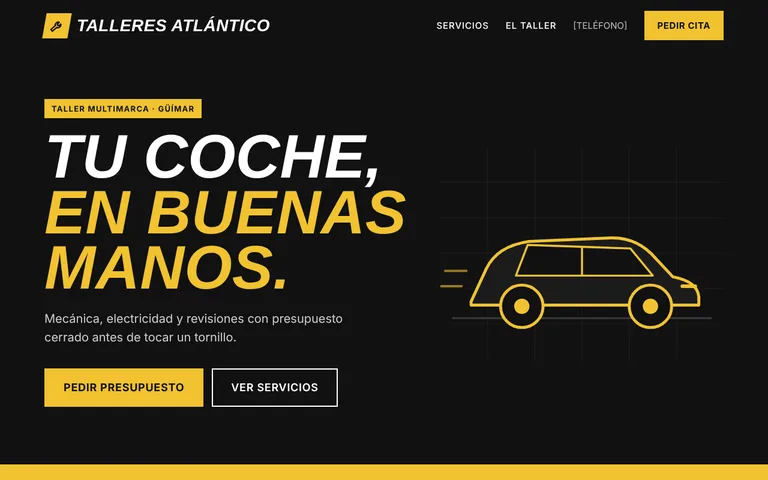 TALLERES ATLÁNTICO
SERVICIOS
EL TALLER
[TELÉFONO]
PEDIR CITA
TALLER MULTIMARCA · GÜÍMAR
TU COCHE,
EN BUENAS
MANOS.
Mecánica, electricidad y revisiones con presupuesto
cerrado antes de tocar un tornillo.
PEDIR PRESUPUESTO
VER SERVICIOS